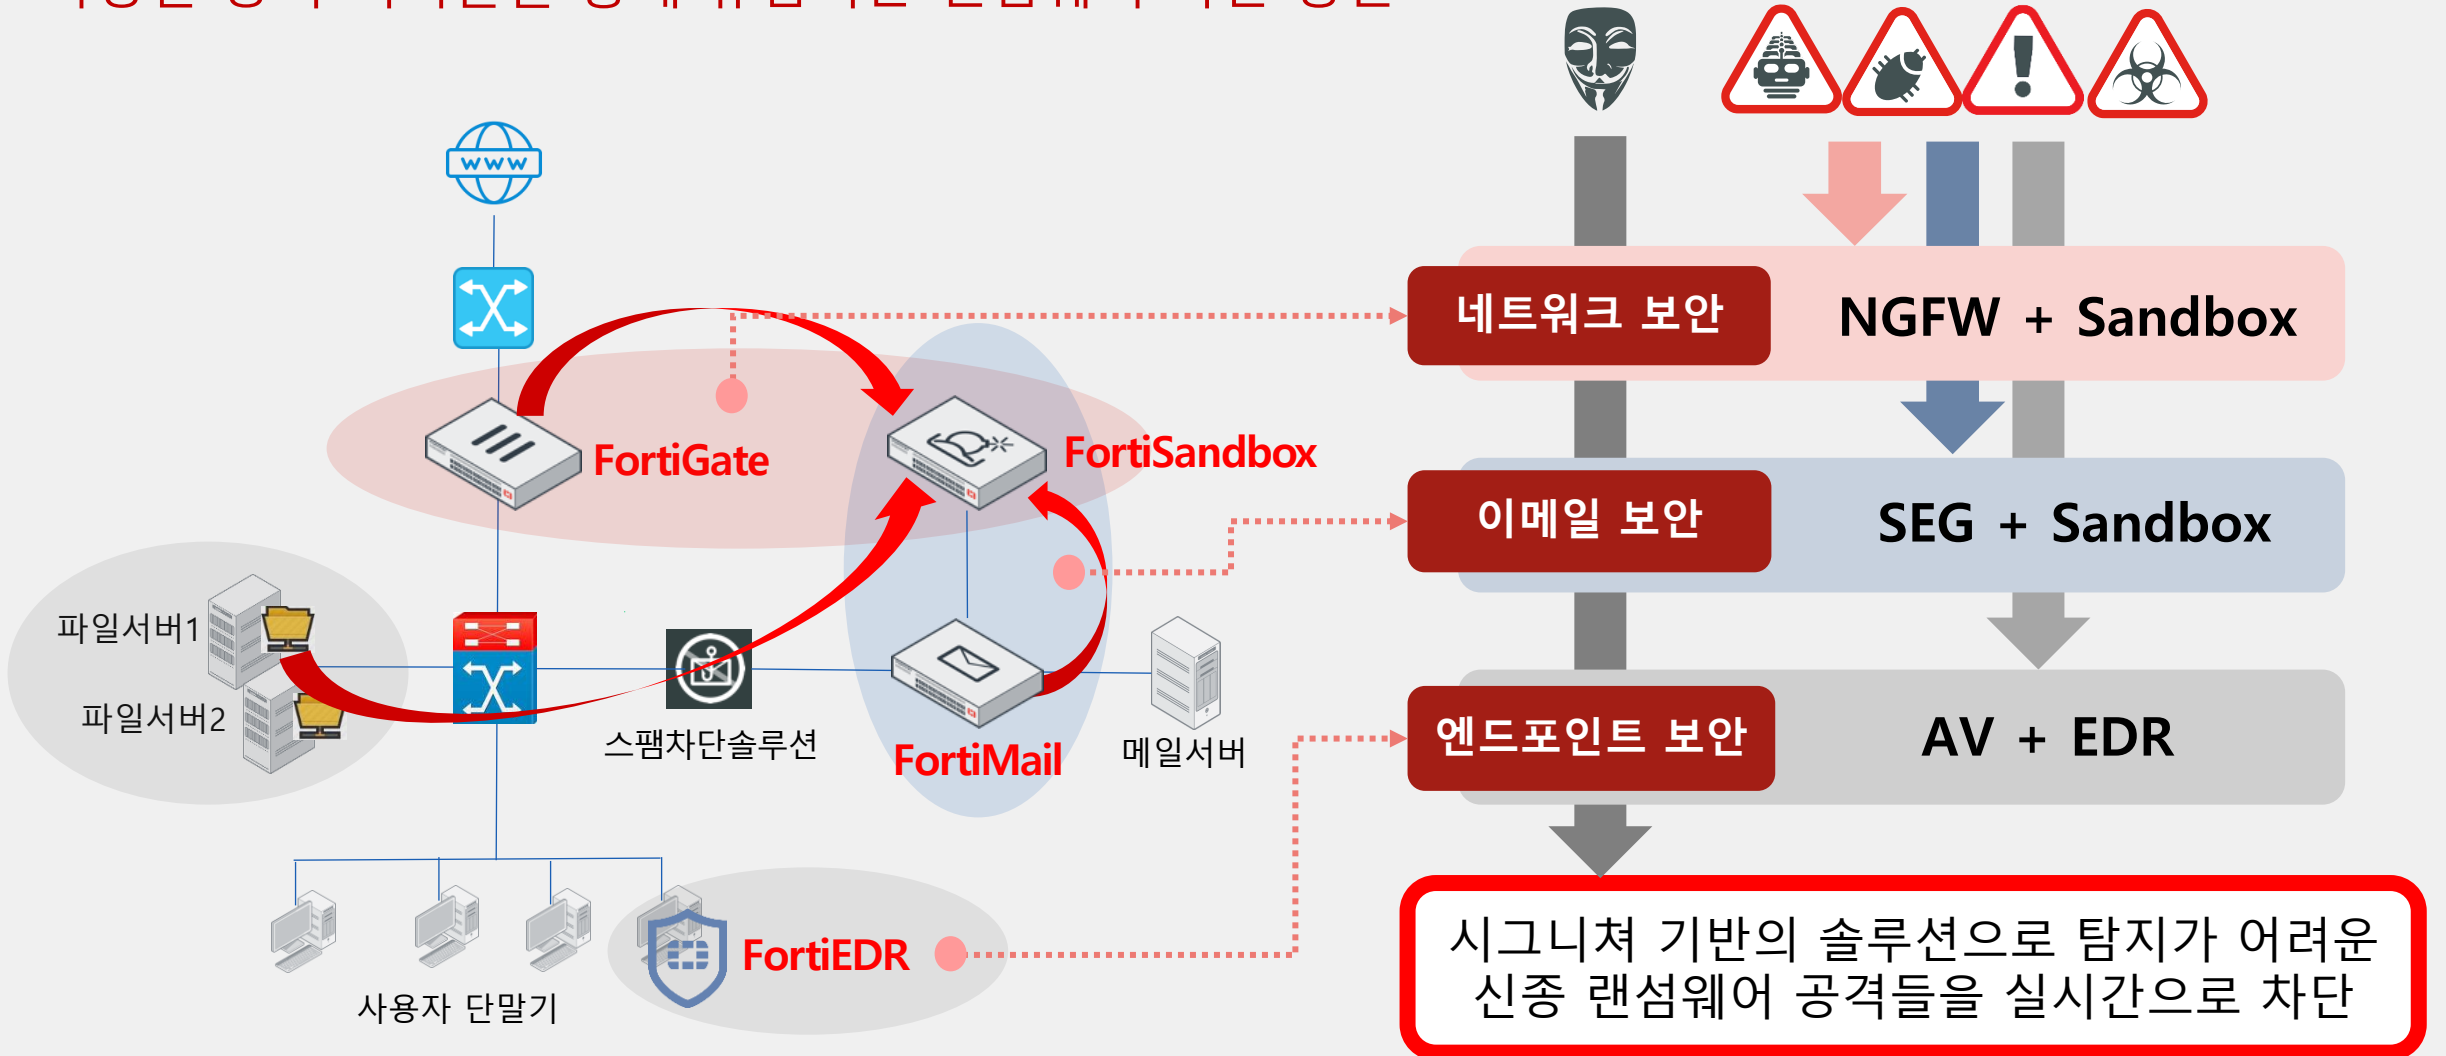 WWW
네트워크 보안
NGFW + Sandbox
FortiGate
FortiSandbox
이메일 보안
SEG + Sandbox
파일서버1
파일서버2
스팸차단솔루션
FortiMail
메일서버
엔드포인트 보안
AV + EDR
FortiEDR
사용자 단말기
시그니쳐 기반의 솔루션으로 탐지가 어려운
신종 랜섬웨어 공격들을 실시간으로 차단